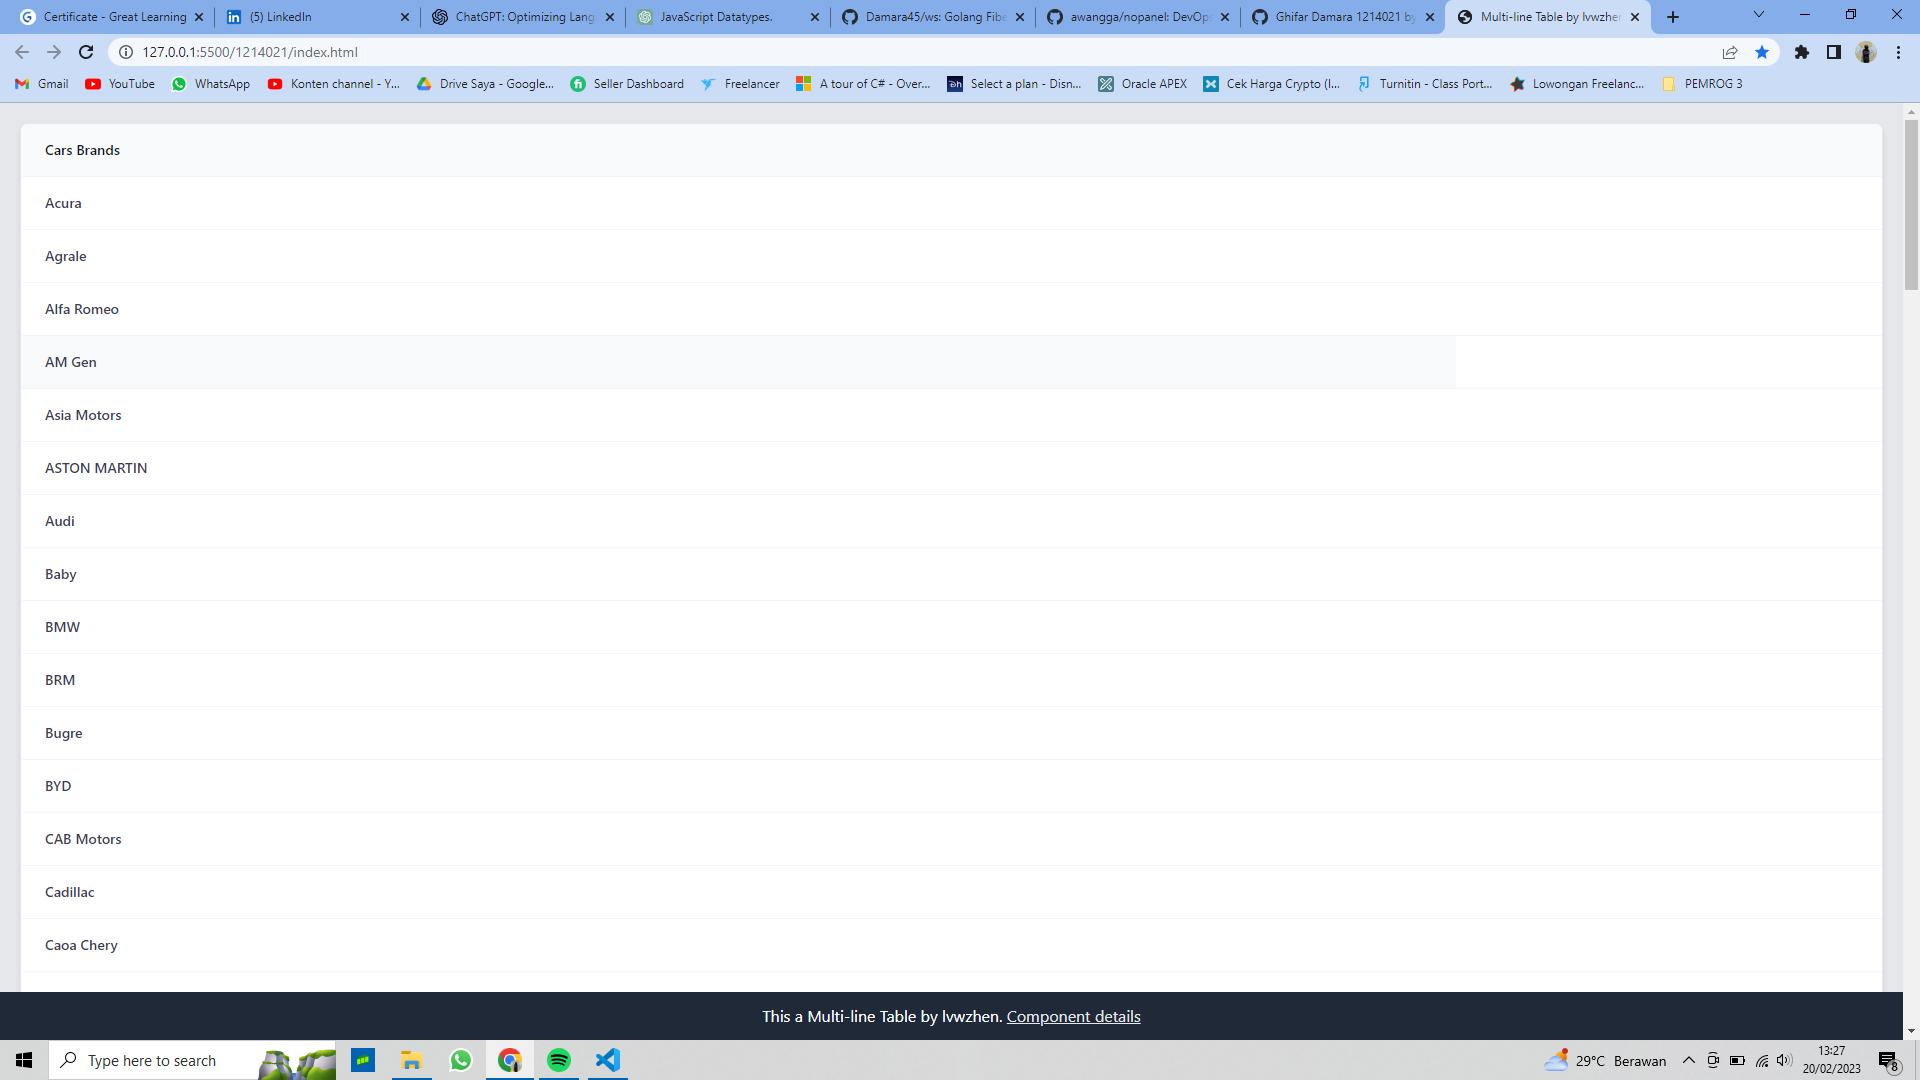 Certificate - Great Learning
(5) LinkedIn
ChatGPT: Optimizing Lang
JavaScript Datatypes.
Damara45/ws: Golang Fibe
awangga/nopanel: DevOps
Ghifar Damara 1214021 by
Multi-line Table by lvwzhen
127.0.0.1:5500/1214021/index.html
Gmail
YouTube
WhatsApp
Konten channel - Y...
Drive Saya - Google...
Seller Dashboard
Freelancer
A tour of C# - Over...
Select a plan - Disn...
Oracle APEX
Cek Harga Crypto (I...
Turnitin - Class Port...
Lowongan Freelanc...
PEMROG 3
Cars Brands
Acura
Agrale
Alfa Romeo
AM Gen
Asia Motors
ASTON MARTIN
Audi
Baby
BMW
BRM
Bugre
BYD
CAB Motors
Cadillac
Caoa Chery
This a Multi-line Table by lvwzhen. Component details
Type here to search
29°C Berawan
13:27
20/02/2023
8